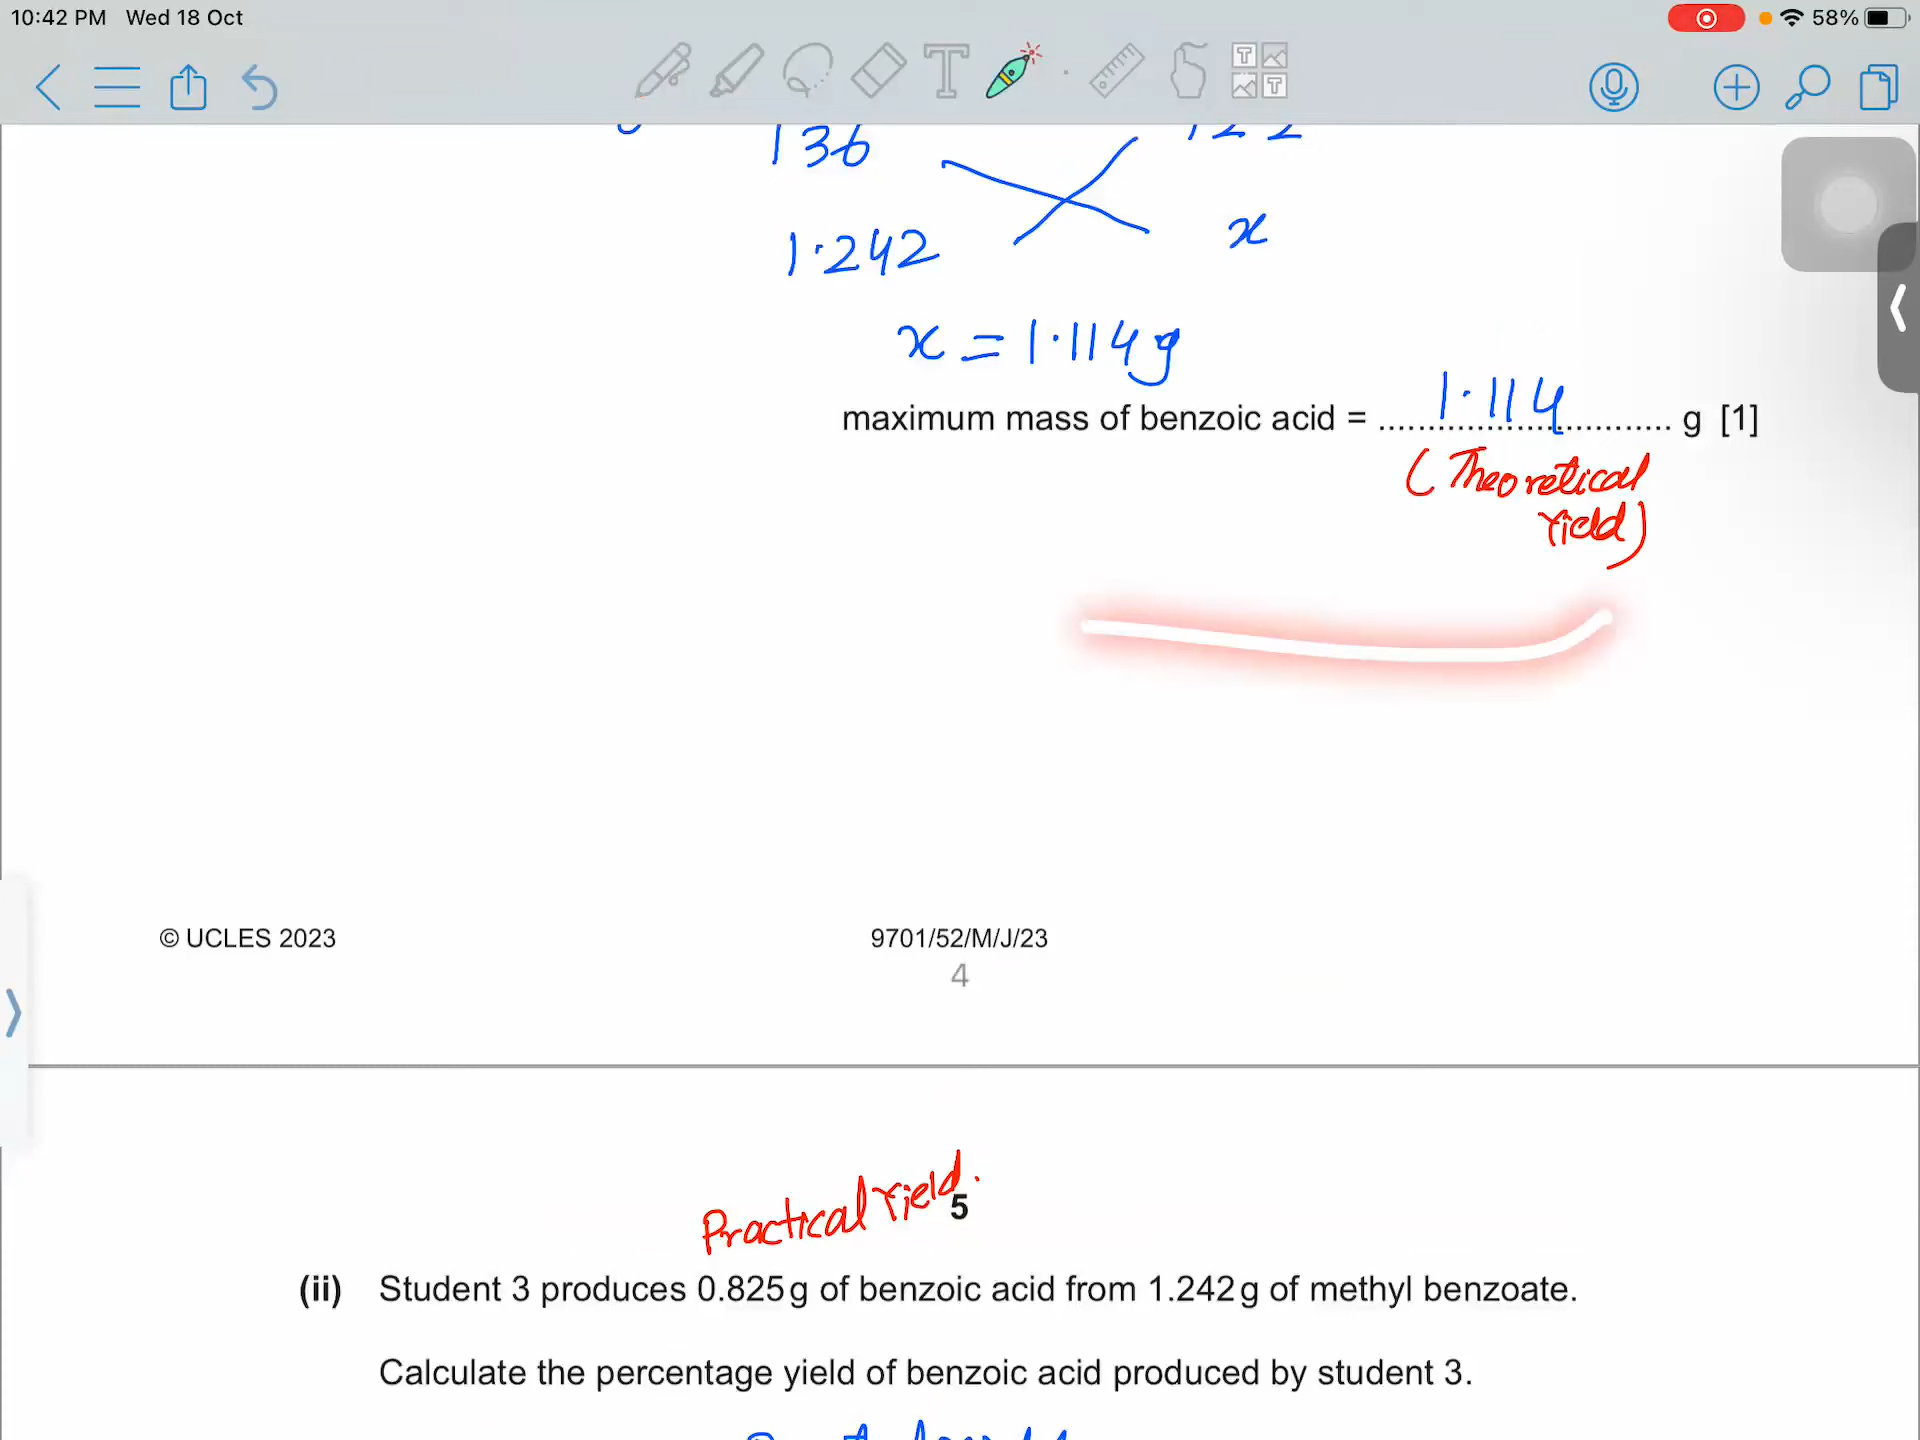 10:42 PM Wed 18 Oct
58%
136
1.242 x
x = 1.114g
maximum mass of benzoic acid = 1.114 g [1]
(Theoretical
Yield)
© UCLES 2023
9701/52/M/J/23
4
Practical Yield.
5
(ii) Student 3 produces 0.825 g of benzoic acid from 1.242 g of methyl benzoate.
Calculate the percentage yield of benzoic acid produced by student 3.